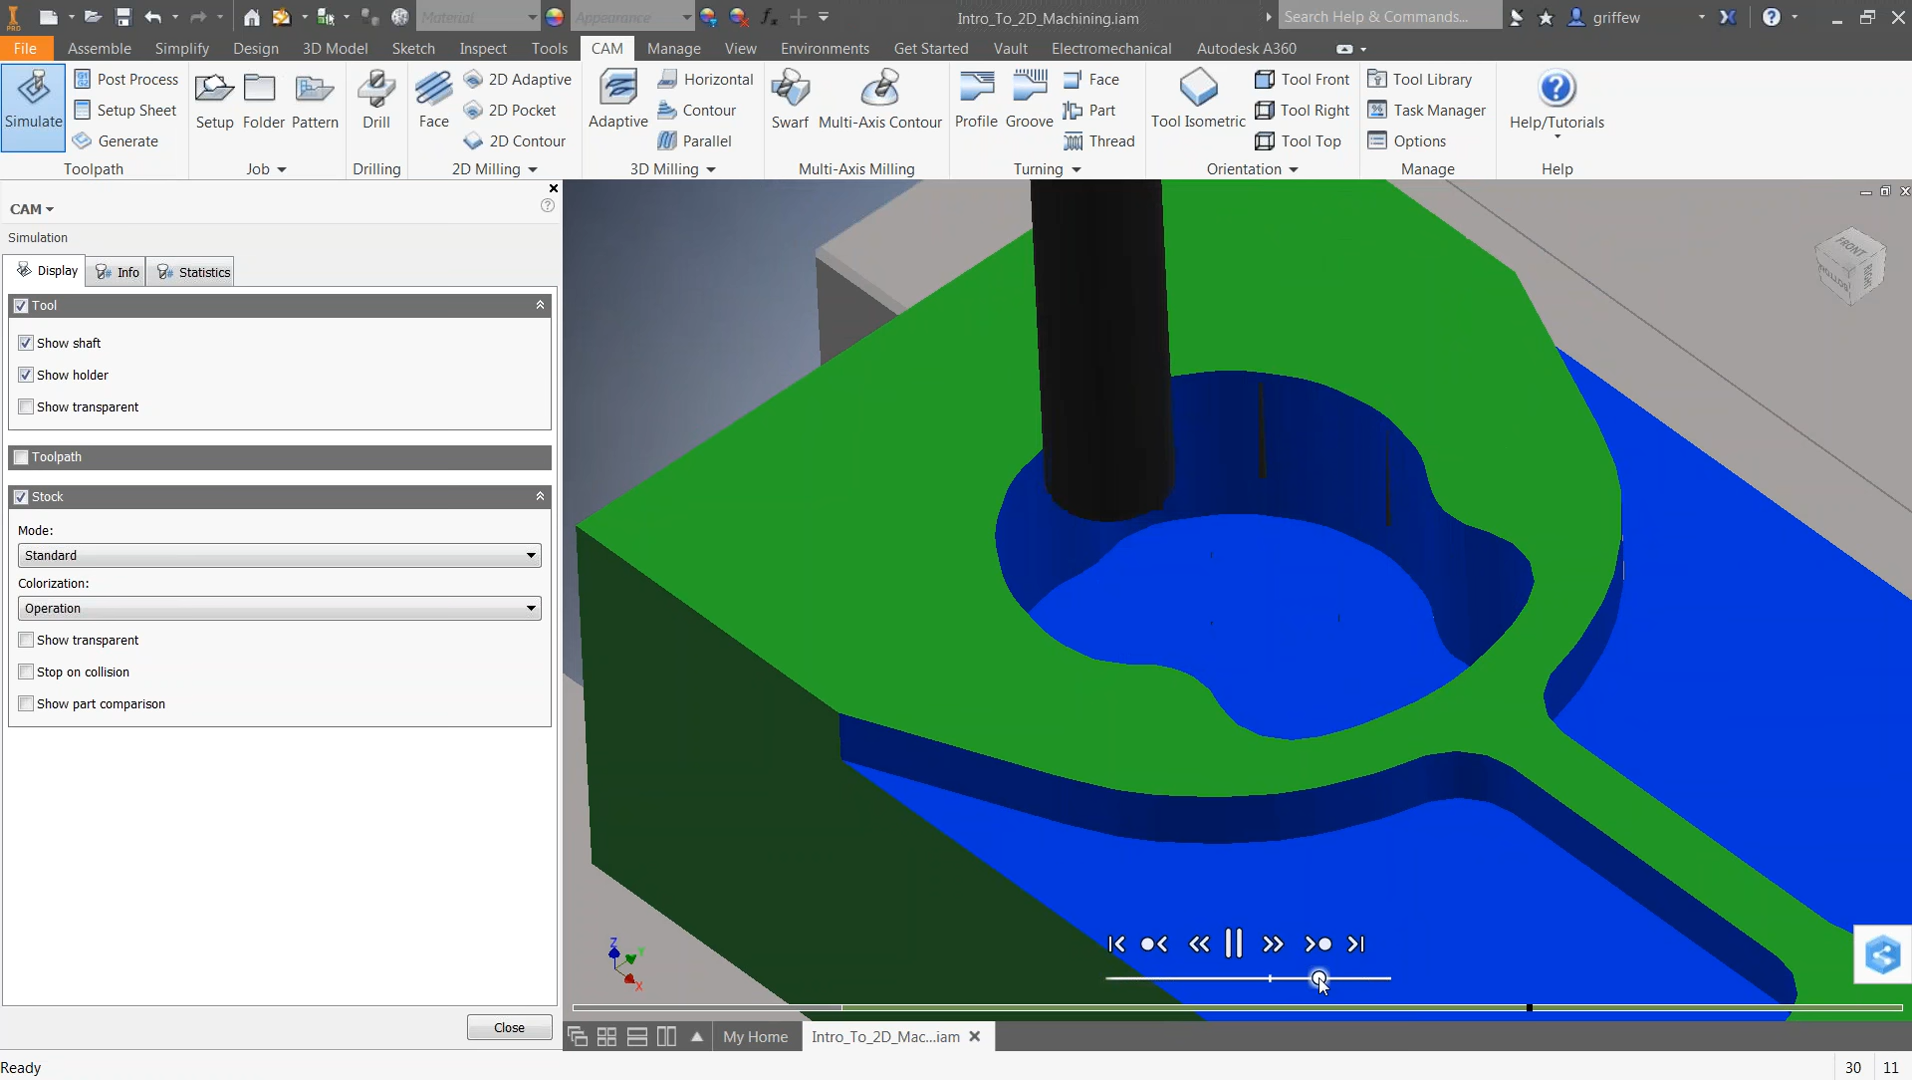 PRO
Material
Appearance
Intro_To_2D_Machining.iam
Search Help & Commands...
griffew
File
Assemble
Simplify
Design
3D Model
Sketch
Inspect
Tools
CAM
Manage
View
Environments
Get Started
Vault
Electromechanical
Autodesk A360
Simulate
Post Process
Setup Sheet
Generate
Toolpath
Setup
Folder
Pattern
Job
Drill
Drilling
Face
2D Adaptive
2D Pocket
2D Contour
2D Milling
Adaptive
Horizontal
Contour
Parallel
3D Milling
Swarf
Multi-Axis Contour
Multi-Axis Milling
Profile
Groove
Face
Part
Thread
Turning
Tool Isometric
Tool Front
Tool Right
Tool Top
Orientation
Tool Library
Task Manager
Options
Manage
Help/Tutorials
Help
CAM
Simulation
Display
Info
Statistics
Tool
Show shaft
Show holder
Show transparent
Toolpath
Stock
Mode:
Standard
Colorization:
Operation
Show transparent
Stop on collision
Show part comparison
Close
FRONT
RIGHT
BOTTOM
Z
Y
X
My Home
Intro_To_2D_Mac...iam
Ready
30
11